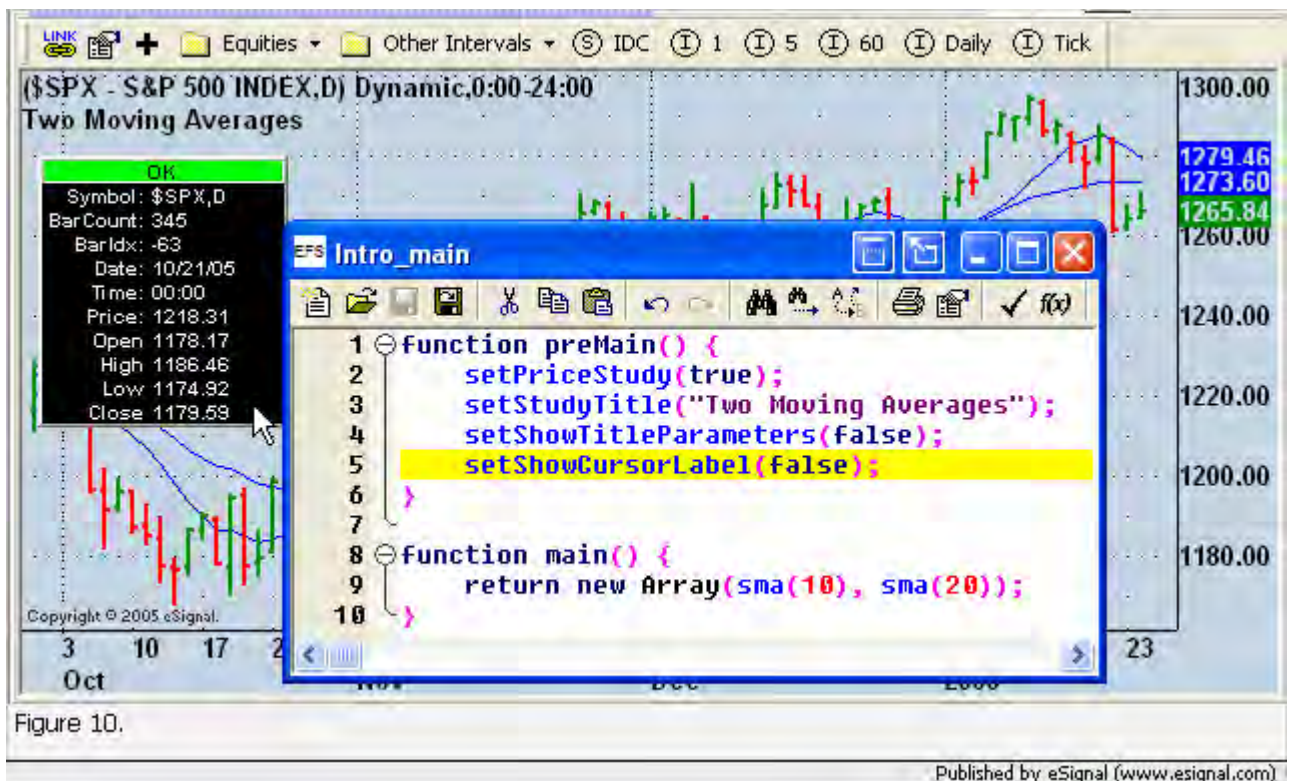 LINK Equities Other Intervals S IDC I 1 I 5 I 60 I Daily I Tick
($SPX - S&P 500 INDEX,D) Dynamic,0:00-24:00
Two Moving Averages
1300.00
1279.46
1273.60
1265.84
1260.00
1240.00
1220.00
1200.00
1180.00
OK
Symbol: $SPX,D
BarCount: 345
BarIdx: -63
Date: 10/21/05
Time: 00:00
Price: 1218.31
Open 1178.17
High 1186.46
Low 1174.92
Close 1179.59
EFS Intro_main
f(x)
1 function preMain() {
2 setPriceStudy(true);
3 setStudyTitle("Two Moving Averages");
4 setShowTitleParameters(false);
5 setShowCursorLabel(false);
6 }
7
8 function main() {
9 return new Array(sma(10), sma(20));
10 }
Copyright © 2005 eSignal.
3 10 17 23
Oct
Figure 10.
Published by eSignal (www.esignal.com)